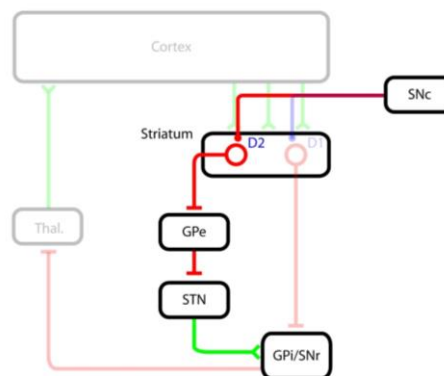 Cortex
SNc
Striatum
D2
D1
GPe
Thal.
STN
GPi/SNr